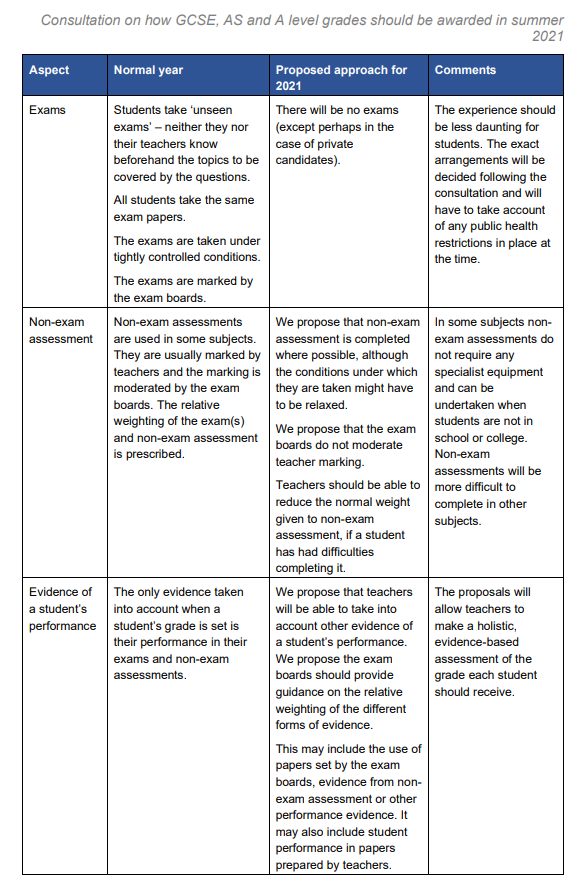 Consultation on how GCSE, AS and A level grades should be awarded in summer
2021
Aspect
Normal year
Proposed approach for
2021
Comments
Exams
Students take ‘unseen
exams’ – neither they nor
their teachers know
beforehand the topics to be
covered by the questions.
All students take the same
exam papers.
The exams are taken under
tightly controlled conditions.
The exams are marked by
the exam boards.
There will be no exams
(except perhaps in the
case of private
candidates).
The experience should
be less daunting for
students. The exact
arrangements will be
decided following the
consultation and will
have to take account
of any public health
restrictions in place at
the time.
Non-exam
assessment
Non-exam assessments
are used in some subjects.
They are usually marked by
teachers and the marking is
moderated by the exam
boards. The relative
weighting of the exam(s)
and non-exam assessment
is prescribed.
We propose that non-exam
assessment is completed
where possible, although
the conditions under which
they are taken might have
to be relaxed.
We propose that the exam
boards do not moderate
teacher marking.
Teachers should be able to
reduce the normal weight
given to non-exam
assessment, if a student
has had difficulties
completing it.
In some subjects non-
exam assessments do
not require any
specialist equipment
and can be
undertaken when
students are not in
school or college.
Non-exam
assessments will be
more difficult to
complete in other
subjects.
Evidence of
a student’s
performance
The only evidence taken
into account when a
student’s grade is set is
their performance in their
exams and non-exam
assessments.
We propose that teachers
will be able to take into
account other evidence of
a student’s performance.
We propose the exam
boards should provide
guidance on the relative
weighting of the different
forms of evidence.
This may include the use of
papers set by the exam
boards, evidence from non-
exam assessment or other
performance evidence. It
may also include student
performance in papers
prepared by teachers.
The proposals will
allow teachers to
make a holistic,
evidence-based
assessment of the
grade each student
should receive.